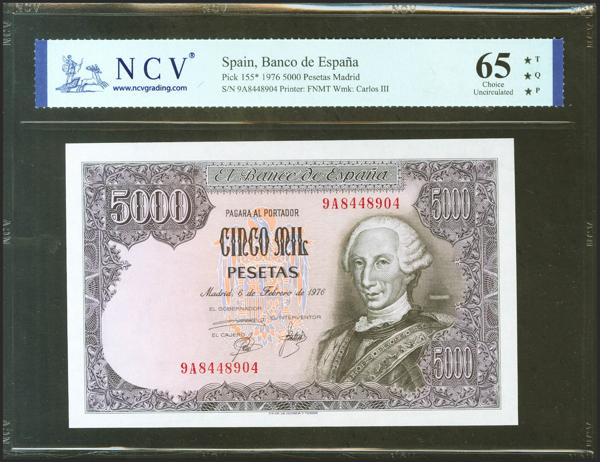 NCV®
www.ncvgrading.com
Spain, Banco de España
Pick 155* 1976 5000 Pesetas Madrid
S/N 9A8448904 Printer: FNMT Wmk: Carlos III
65
Choice
Uncirculated
★ T
★ Q
★ P
El Banco de España
5000
9A8448904
5000
PAGARA AL PORTADOR
CINCO MIL
PESETAS
Madrid, 6 de Febrero de 1976
EL GOBERNADOR
EL INTERVENTOR
EL CAJERO
9A8448904
5000